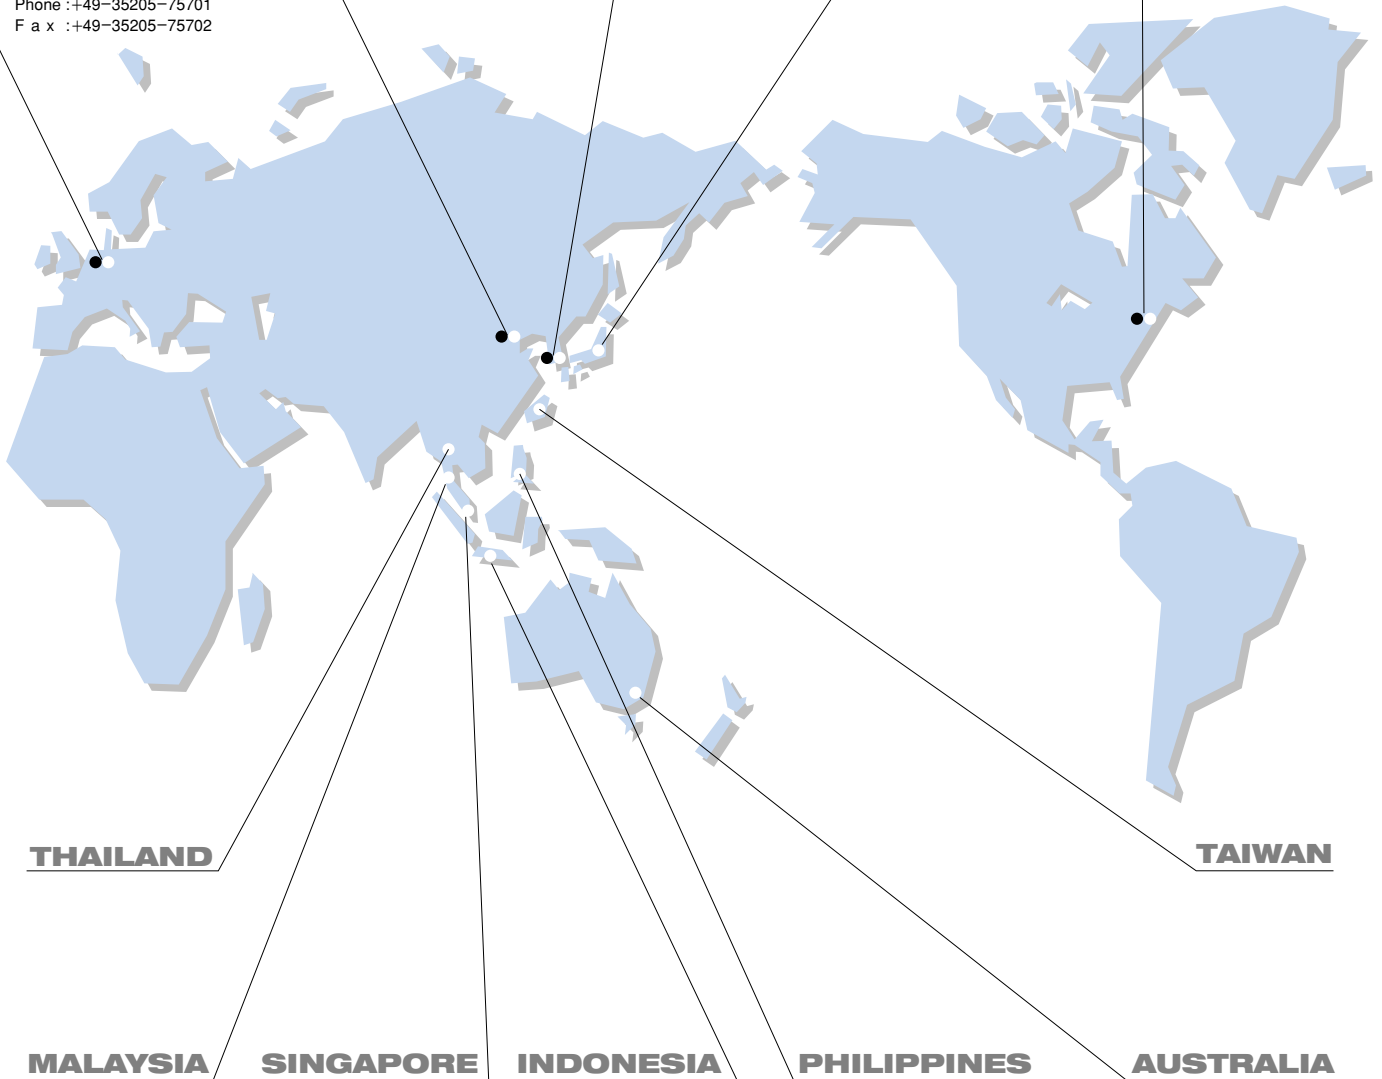 Phone :+49−35205−75701
F a x :+49−35205−75702
THAILAND
TAIWAN
MALAYSIA
SINGAPORE
INDONESIA
PHILIPPINES
AUSTRALIA